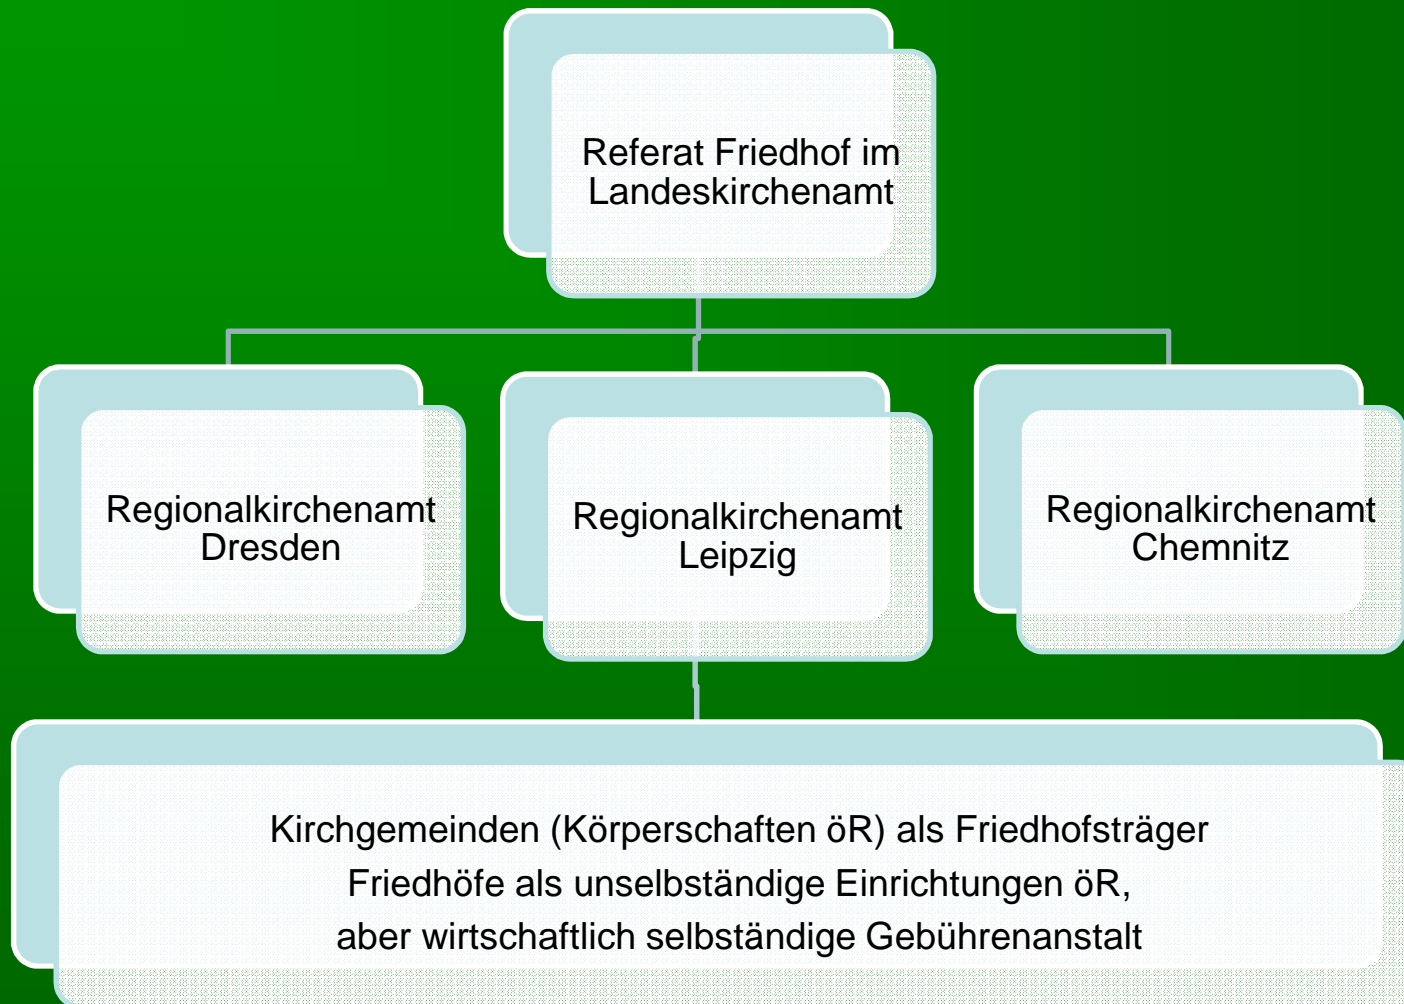 Referat Friedhof im
Landeskirchenamt
Regionalkirchenamt
Dresden
Regionalkirchenamt
Leipzig
Regionalkirchenamt
Chemnitz
Kirchgemeinden (Körperschaften öR) als Friedhofsträger
Friedhöfe als unselbständige Einrichtungen öR,
aber wirtschaftlich selbständige Gebührenanstalt